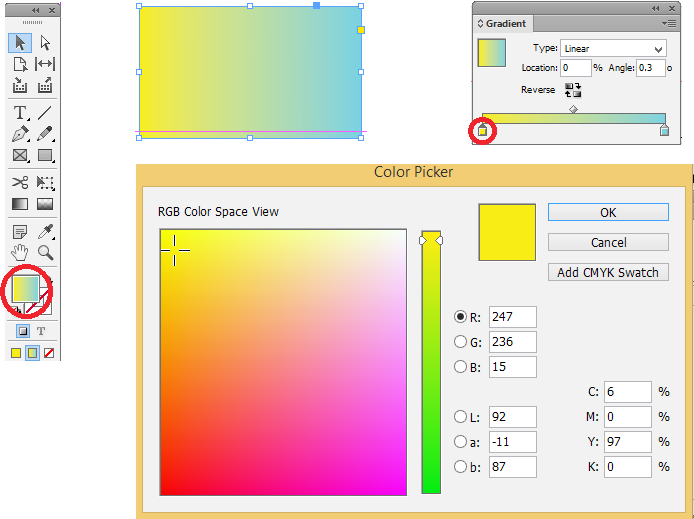 T
T
Gradient
Type: Linear
Location: 0 % Angle: 0.3 o
Reverse
Color Picker
RGB Color Space View
OK
Cancel
Add CMYK Swatch
R: 247
G: 236
B: 15
L: 92
a: -11
b: 87
C: 6 %
M: 0 %
Y: 97 %
K: 0 %